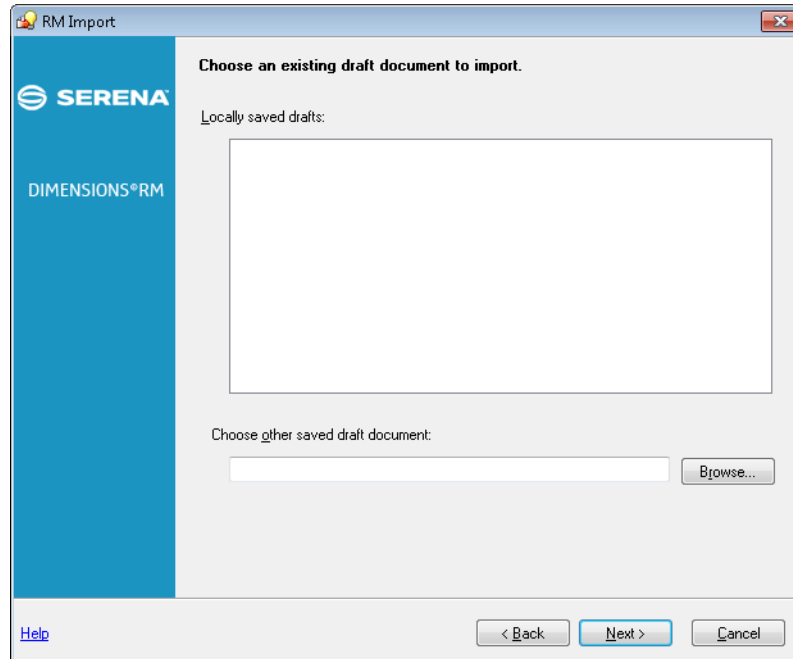 RM Import
Choose an existing draft document to import.
SERENA
Locally saved drafts:
DIMENSIONS®RM
Choose other saved draft document:
Browse...
Help
< Back
Next >
Cancel